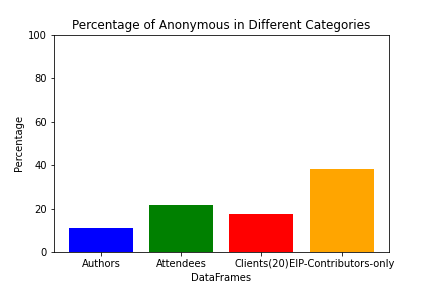 Percentage of Anonymous in Different Categories
100
80
60
40
20
0
Percentage
Authors
Attendees
Clients(20)
EIP-Contributors-only
DataFrames